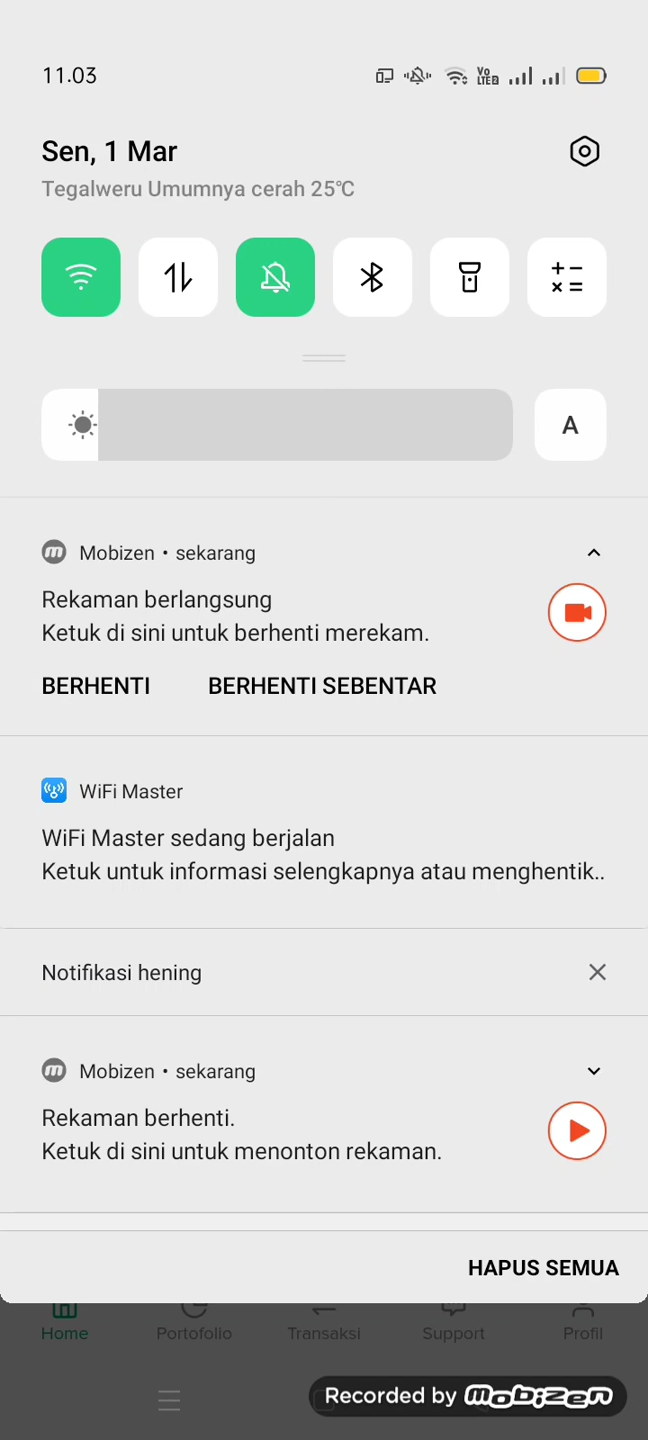 11.03
Vo
LTE2
Sen, 1 Mar
Tegalweru Umumnya cerah 25℃
A
Mobizen • sekarang
Rekaman berlangsung
Ketuk di sini untuk berhenti merekam.
BERHENTI BERHENTI SEBENTAR
WiFi Master
WiFi Master sedang berjalan
Ketuk untuk informasi selengkapnya atau menghentik..
Notifikasi hening
Mobizen • sekarang
Rekaman berhenti.
Ketuk di sini untuk menonton rekaman.
HAPUS SEMUA
Home Portofolio Transaksi Support Profil
Recorded by mobizen